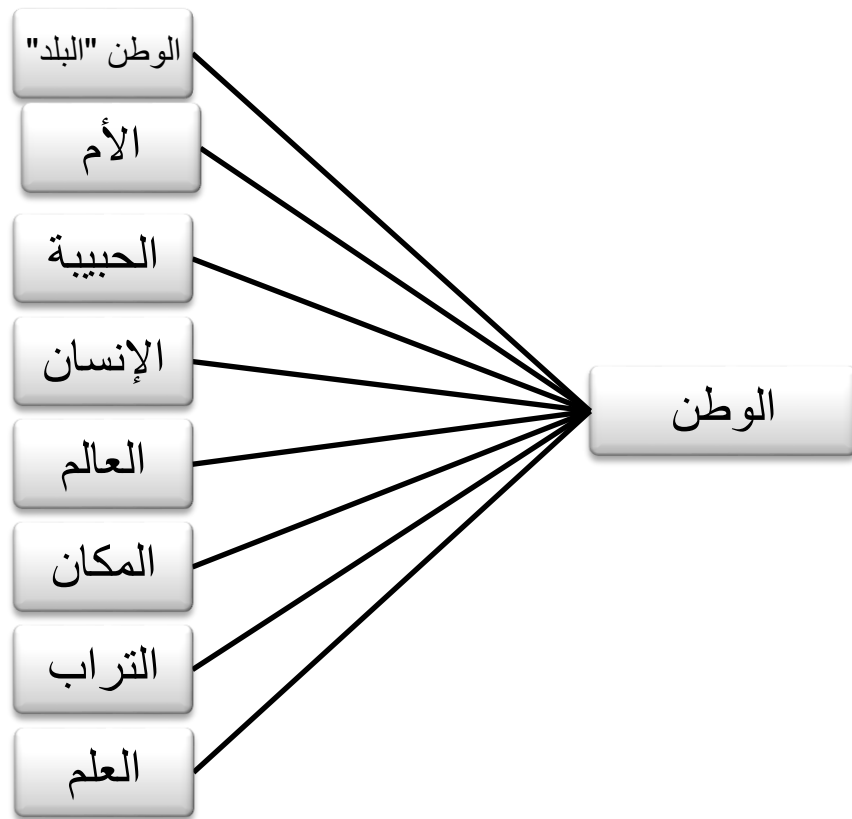 الوطن "البلد"
الأم
الحبيبة
الإنسان
العالم
الوطن
المكان
التراب
العلم